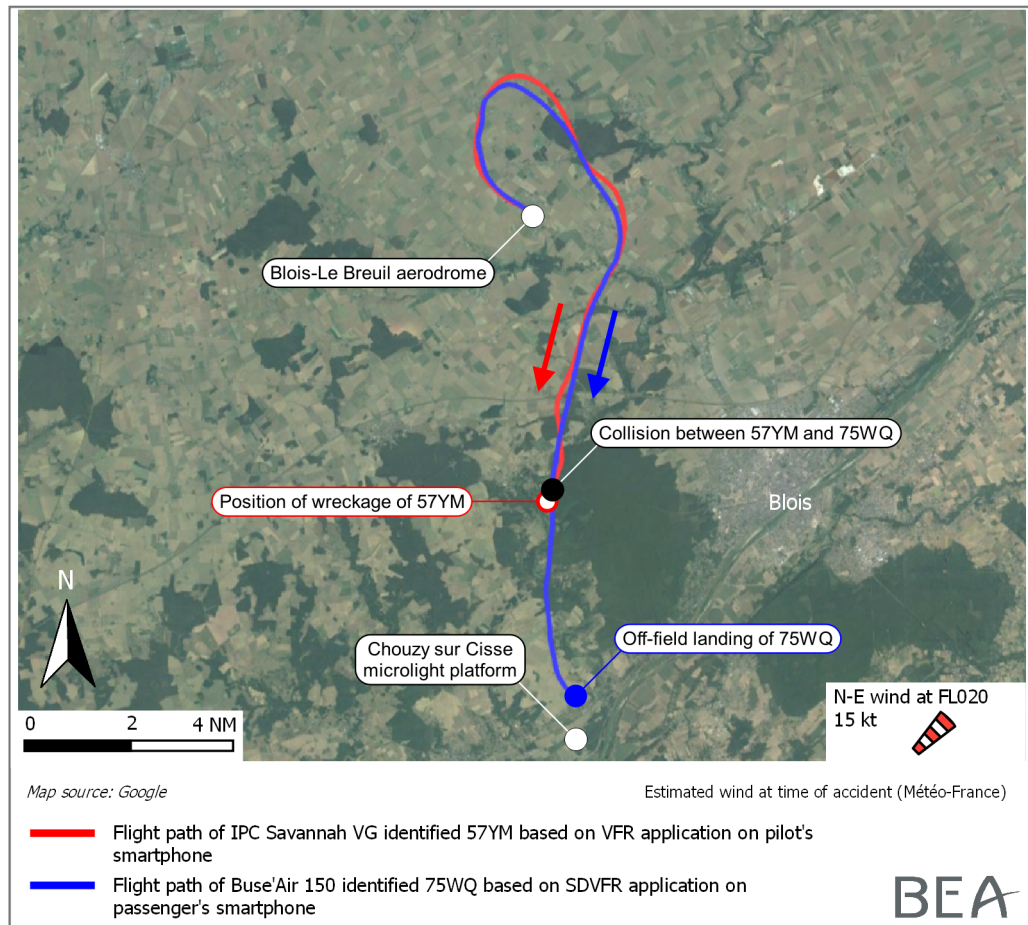 Blois-Le Breuil aerodrome
Collision between 57YM and 75WQ
Position of wreckage of 57YM
Blois
N
Chouzy sur Cisse
microlight platform
Off-field landing of 75WQ
N-E wind at FL020
15 kt
0 2 4 NM
Map source: Google
Estimated wind at time of accident (Météo-France)
Flight path of IPC Savannah VG identified 57YM based on VFR application on pilot's
smartphone
Flight path of Buse'Air 150 identified 75WQ based on SDVFR application on
passenger's smartphone
BEA